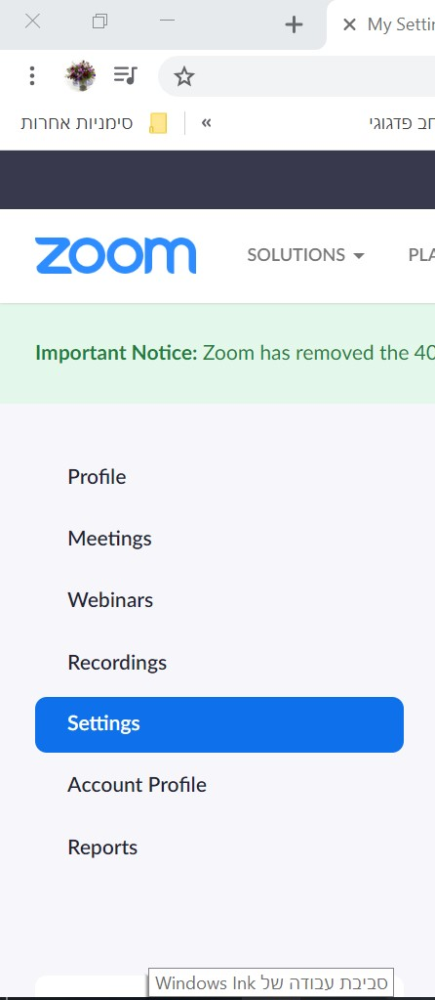 My Setti
סימניות אחרות
«
חב פדגוגי
zoom
SOLUTIONS
PLA
Important Notice: Zoom has removed the 40
Profile
Meetings
Webinars
Recordings
Settings
Account Profile
Reports
סביבת עבודה של Windows Ink